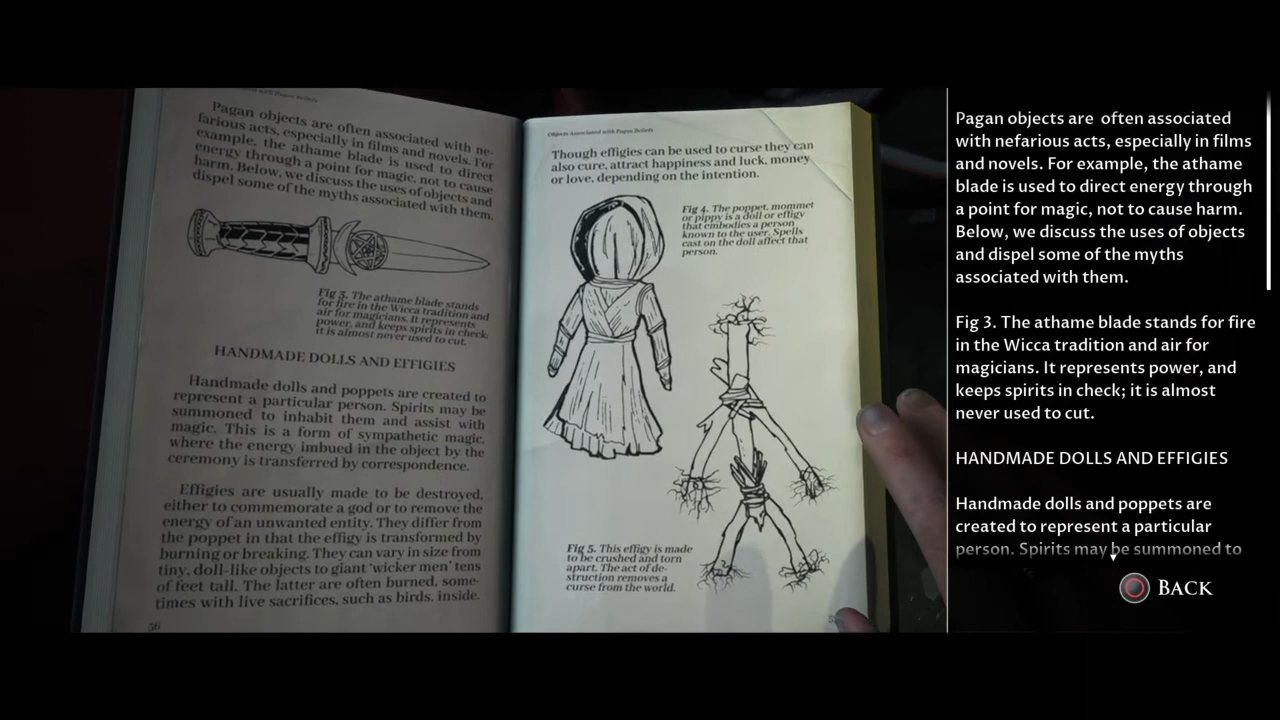 Pagan objects are often associated with ne-
farious acts, especially in films and novels. For
example, the athame blade is used to direct
energy through a point for magic, not to cause
harm. Below, we discuss the uses of objects and
dispel some of the myths associated with them.
Fig 3. The athame blade stands
for fire in the Wicca tradition and
air for magicians. It represents
power, and keeps spirits in check;
it is almost never used to cut.
HANDMADE DOLLS AND EFFIGIES
Handmade dolls and poppets are created to
represent a particular person. Spirits may be
summoned to inhabit them and assist with
magic. This is a form of sympathetic magic,
where the energy imbued in the object by the
ceremony is transferred by correspondence.
Effigies are usually made to be destroyed,
either to commemorate a god or to remove the
energy of an unwanted entity. They differ from
the poppet in that the effigy is transformed by
burning or breaking. They can vary in size from
tiny, doll-like objects to giant 'wicker men' tens
of feet tall. The latter are often burned, some-
times with live sacrifices, such as birds, inside.
56
Objects Associated with Pagan Beliefs
Though effigies can be used to curse they can
also cure, attract happiness and luck, money
or love, depending on the intention.
Fig 4. The poppet, mommet
or pippy is a doll or effigy
that embodies a person
known to the user. Spells
cast on the doll affect that
person.
Fig 5. This effigy is made
to be crushed and torn
apart. The act of de-
struction removes a
curse from the world.
Pagan objects are often associated
with nefarious acts, especially in films
and novels. For example, the athame
blade is used to direct energy through
a point for magic, not to cause harm.
Below, we discuss the uses of objects
and dispel some of the myths
associated with them.
Fig 3. The athame blade stands for fire
in the Wicca tradition and air for
magicians. It represents power, and
keeps spirits in check; it is almost
never used to cut.
HANDMADE DOLLS AND EFFIGIES
Handmade dolls and poppets are
created to represent a particular
person. Spirits may be summoned to
BACK